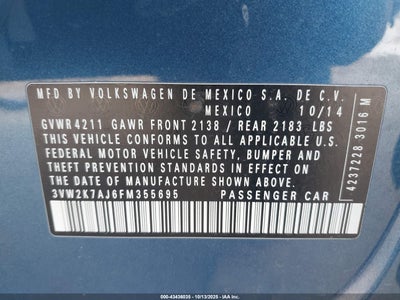 MFD BY VOLKSWAGEN DE MEXICO S.A. DE C.V.
MEXICO 10/14
GVWR 4211 GAWR FRONT 2138 / REAR 2183 LBS
THIS VEHICLE CONFORMS TO ALL APPLICABLE
FEDERAL MOTOR VEHICLE SAFETY, BUMPER AND
THEFT PREVENTION STANDARDS IN EFFECT ON THE
DATE OF MANUFACTURE SHOWN ABOVE.
3VW2K7AJ6FM355695 PASSENGER CAR
4237228 3016 M
000-43438035 - 10/13/2025 - IAA, Inc.